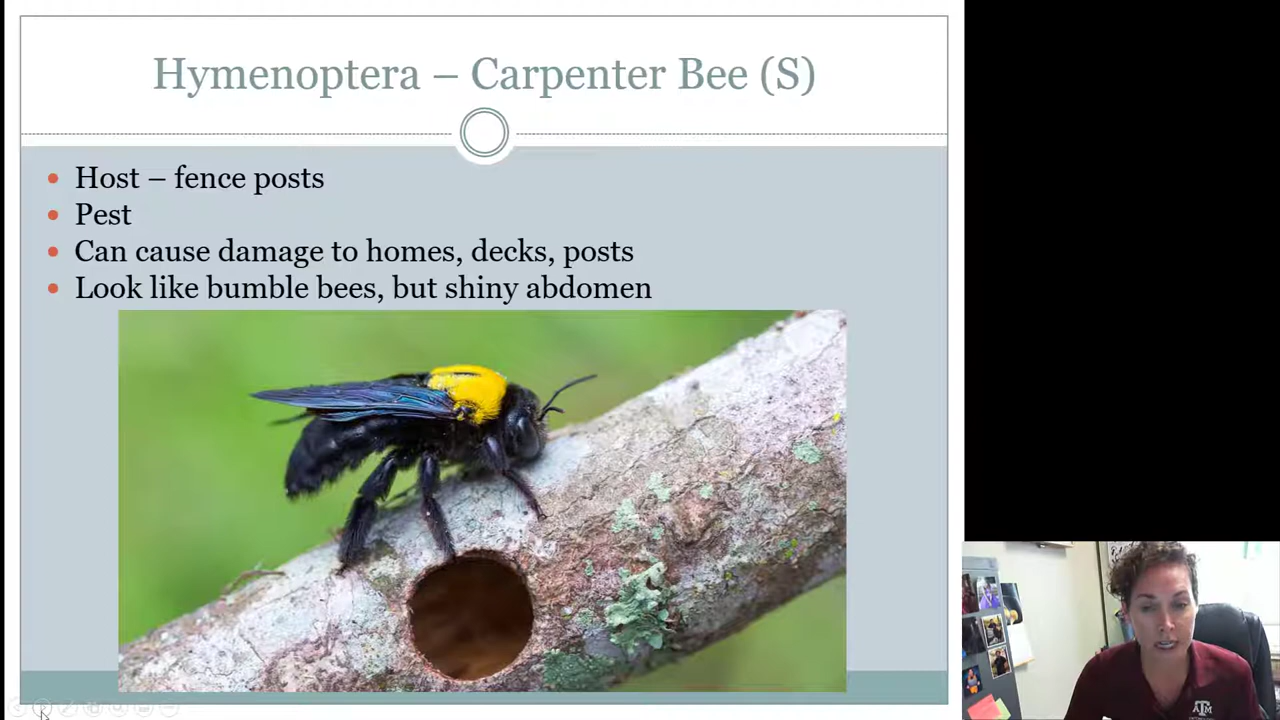 Hymenoptera – Carpenter Bee (S)
Host – fence posts
Pest
Can cause damage to homes, decks, posts
Look like bumble bees, but shiny abdomen
ATM